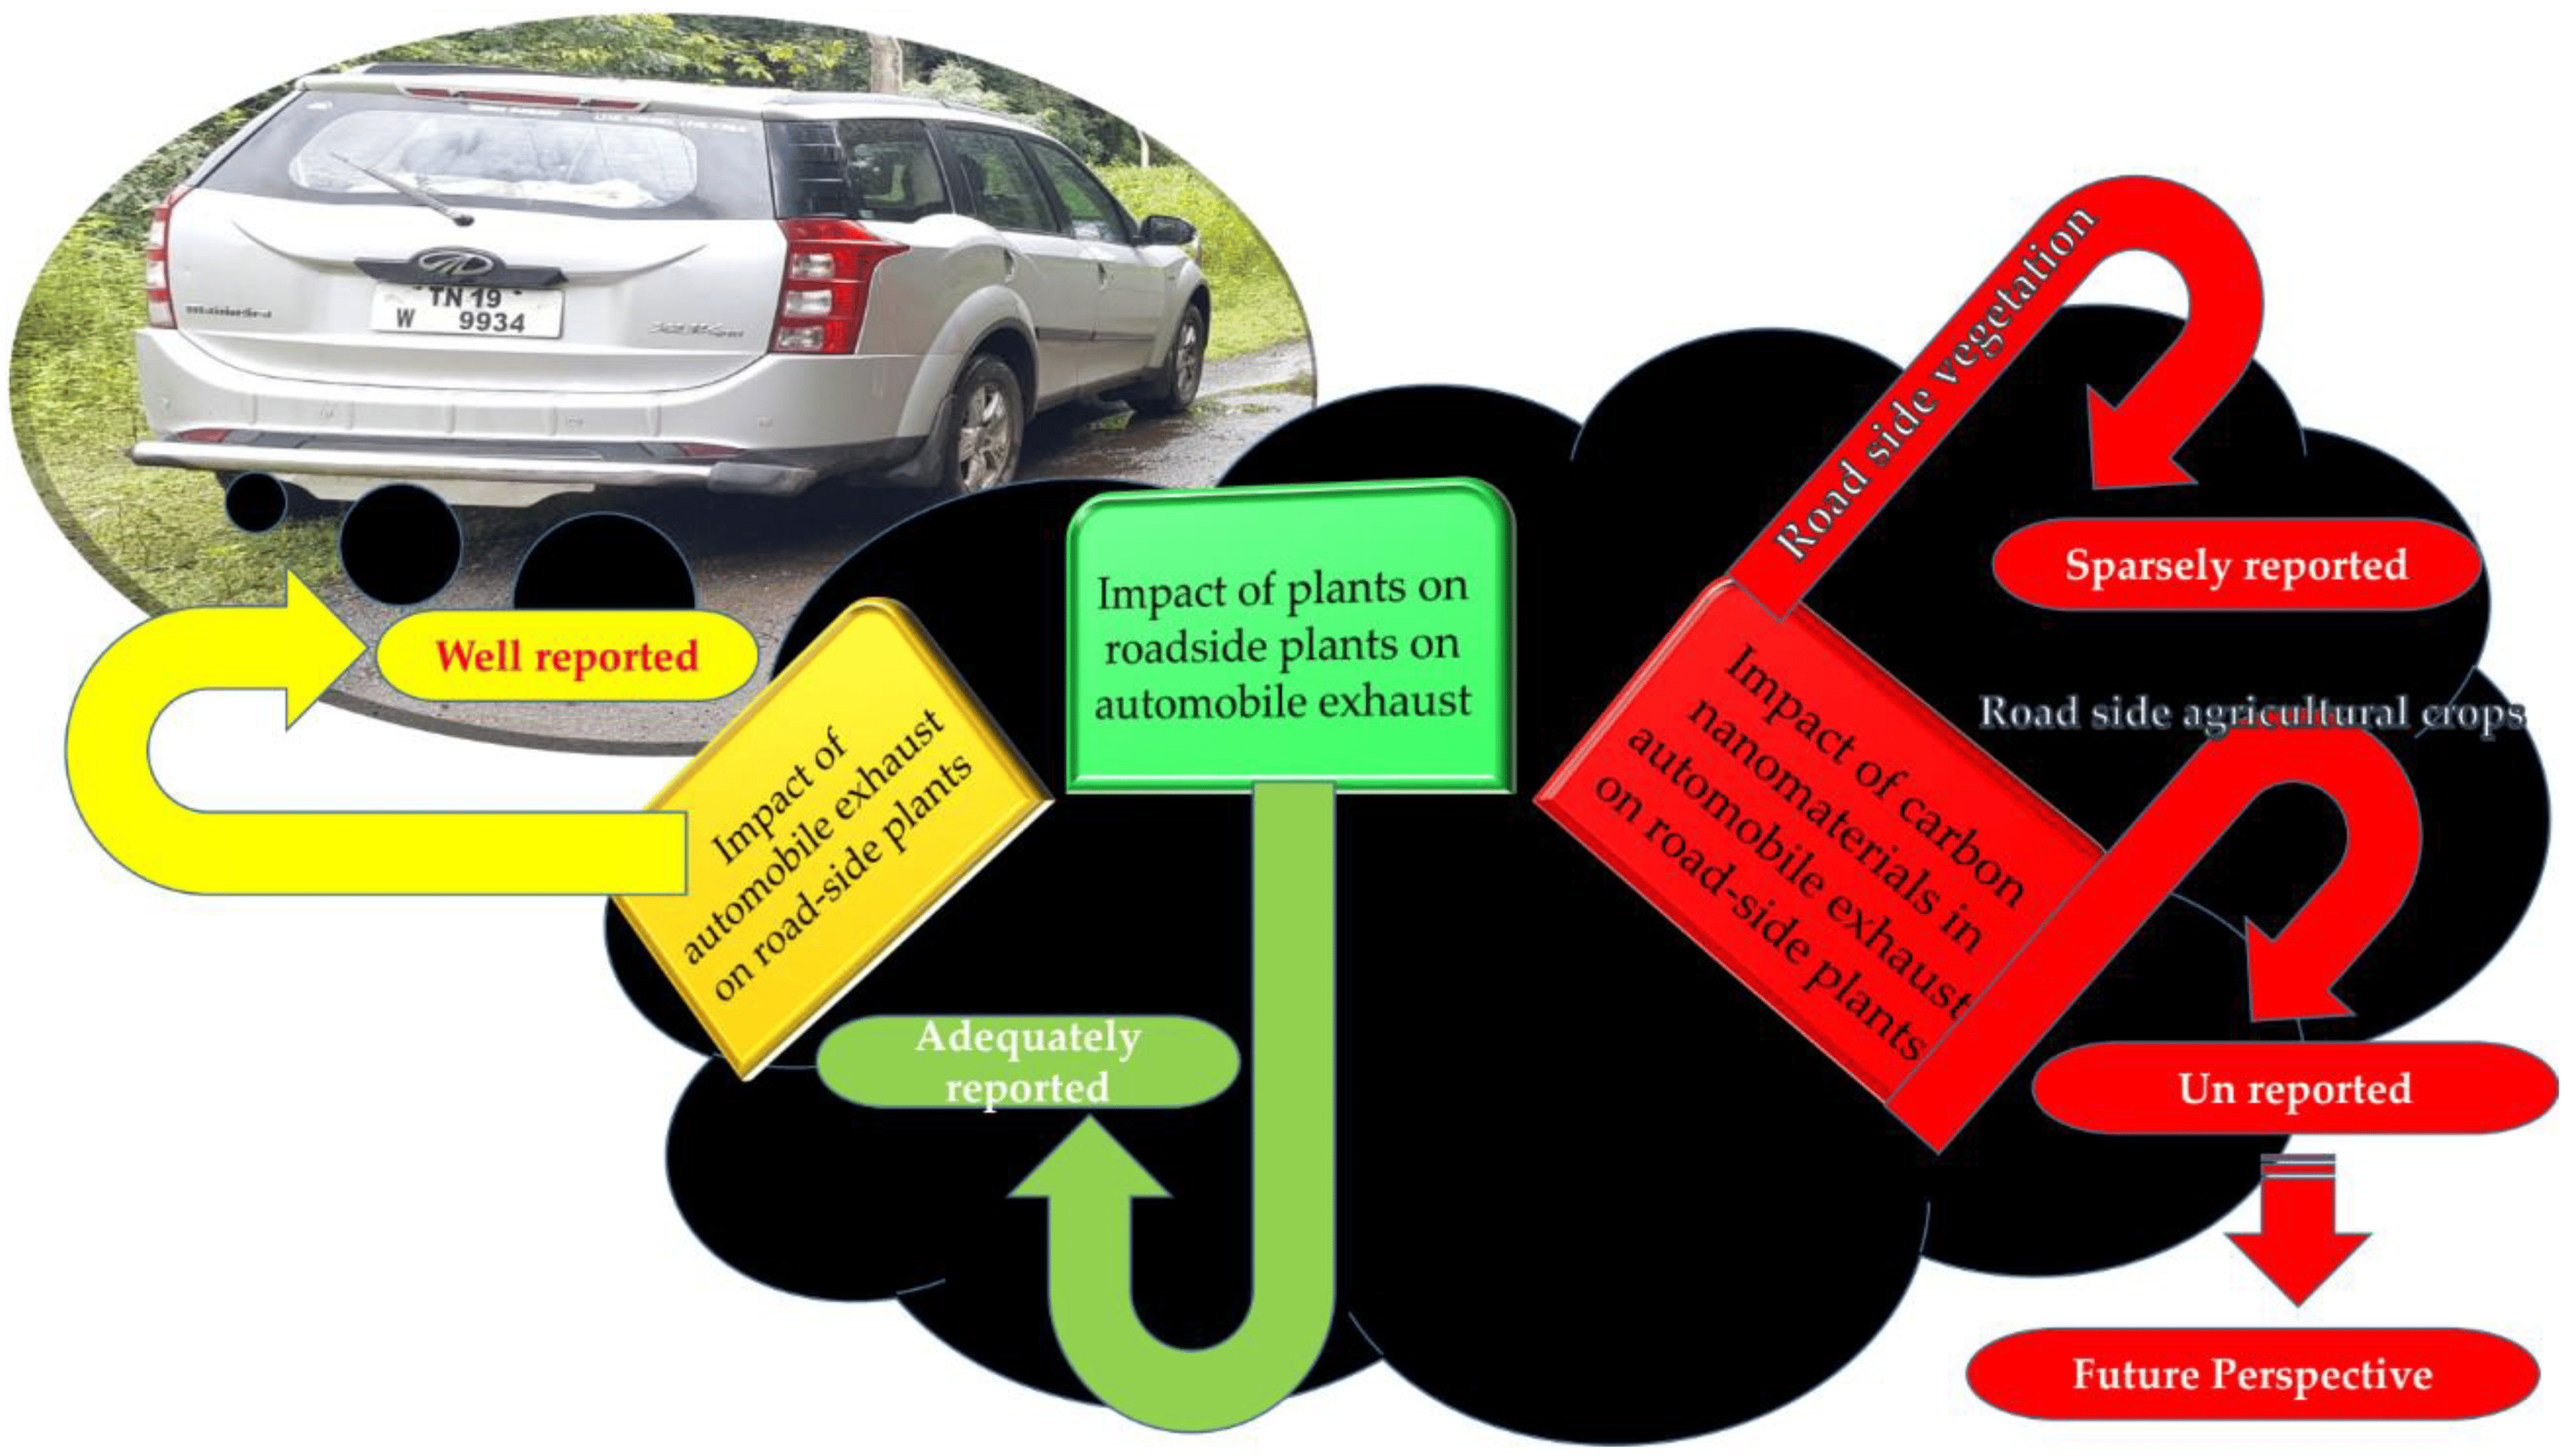 mahindra
TN 19
W 9934
Well reported
Impact of
automobile exhaust
on road-side plants
Impact of plants on
roadside plants on
automobile exhaust
Adequately
reported
Road side vegetation
Sparsely reported
Impact of carbon
nanomaterials in
automobile exhaust
on road-side plants
Road side agricultural crops
Un reported
Future Perspective